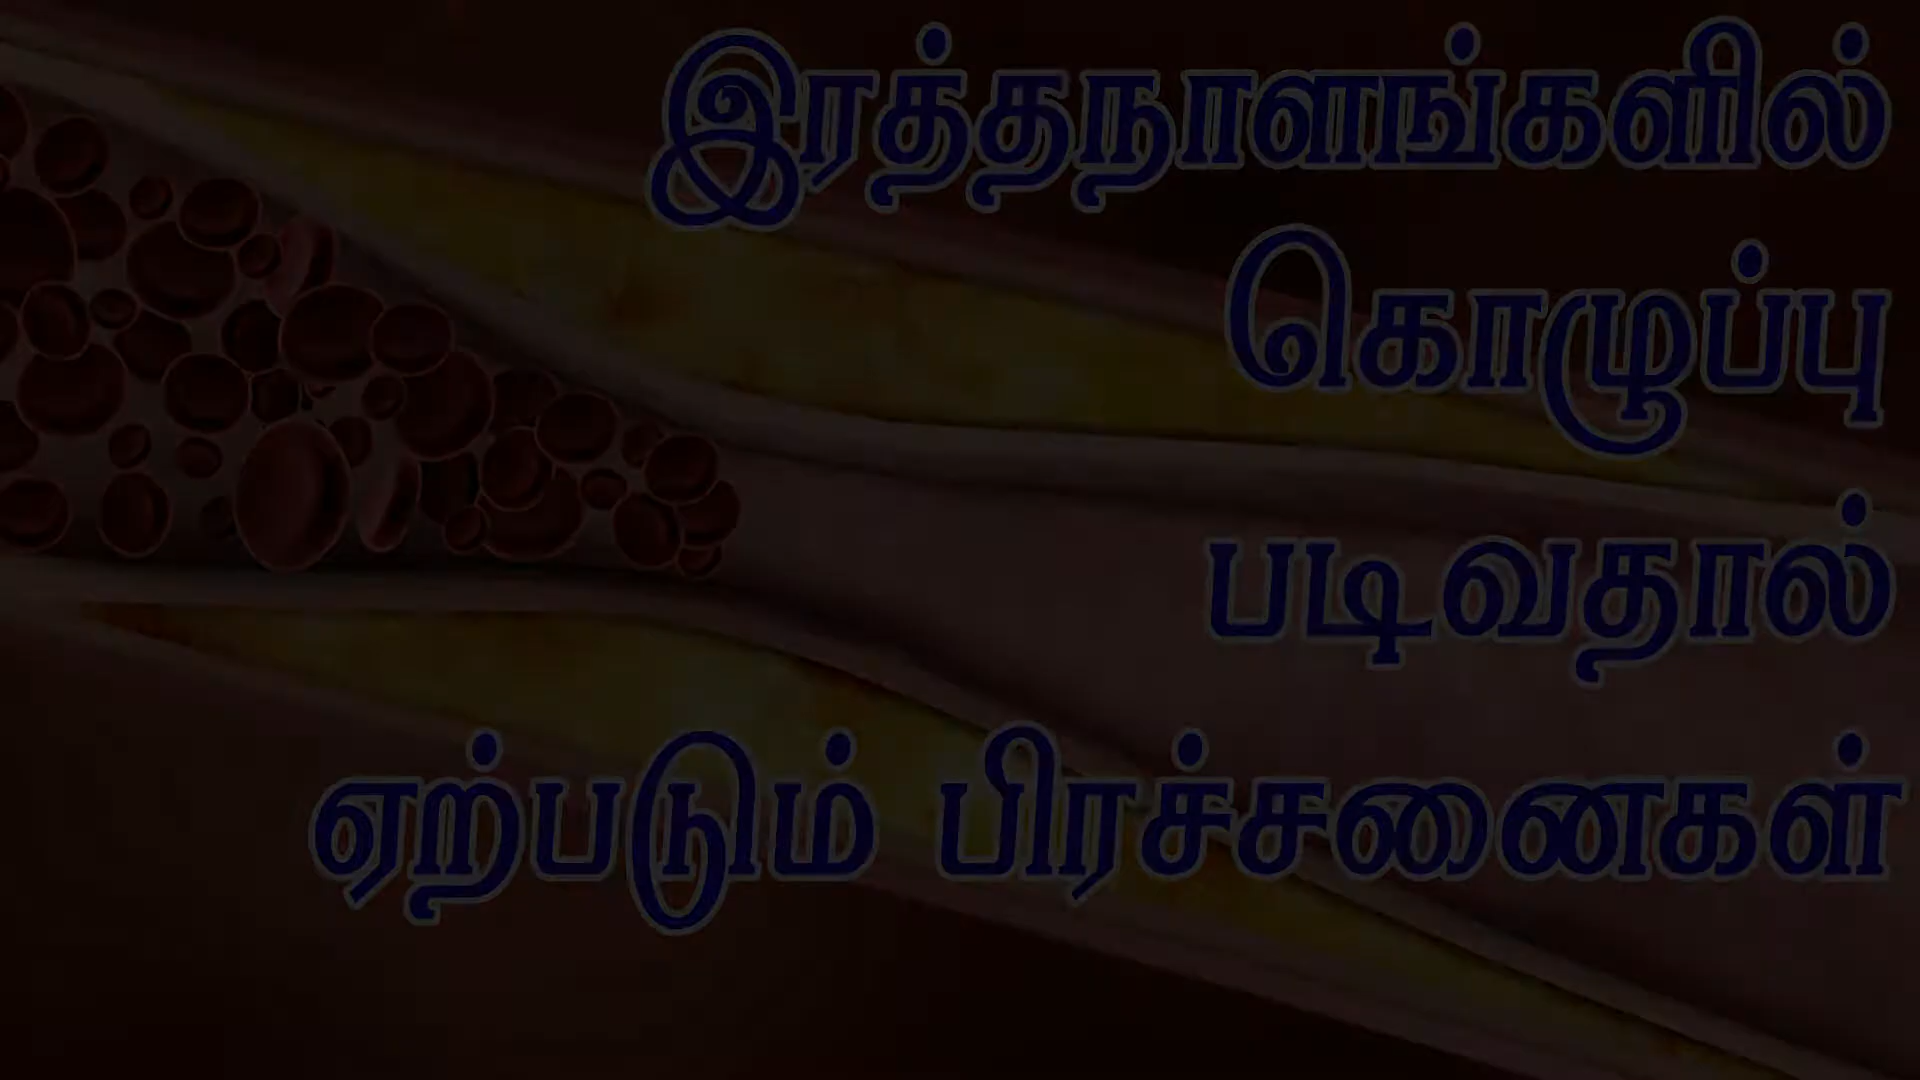 இரத்தநாளங்களில்
கொழுப்பு
படிவதால்
ஏற்படும் பிரச்சனைகள்